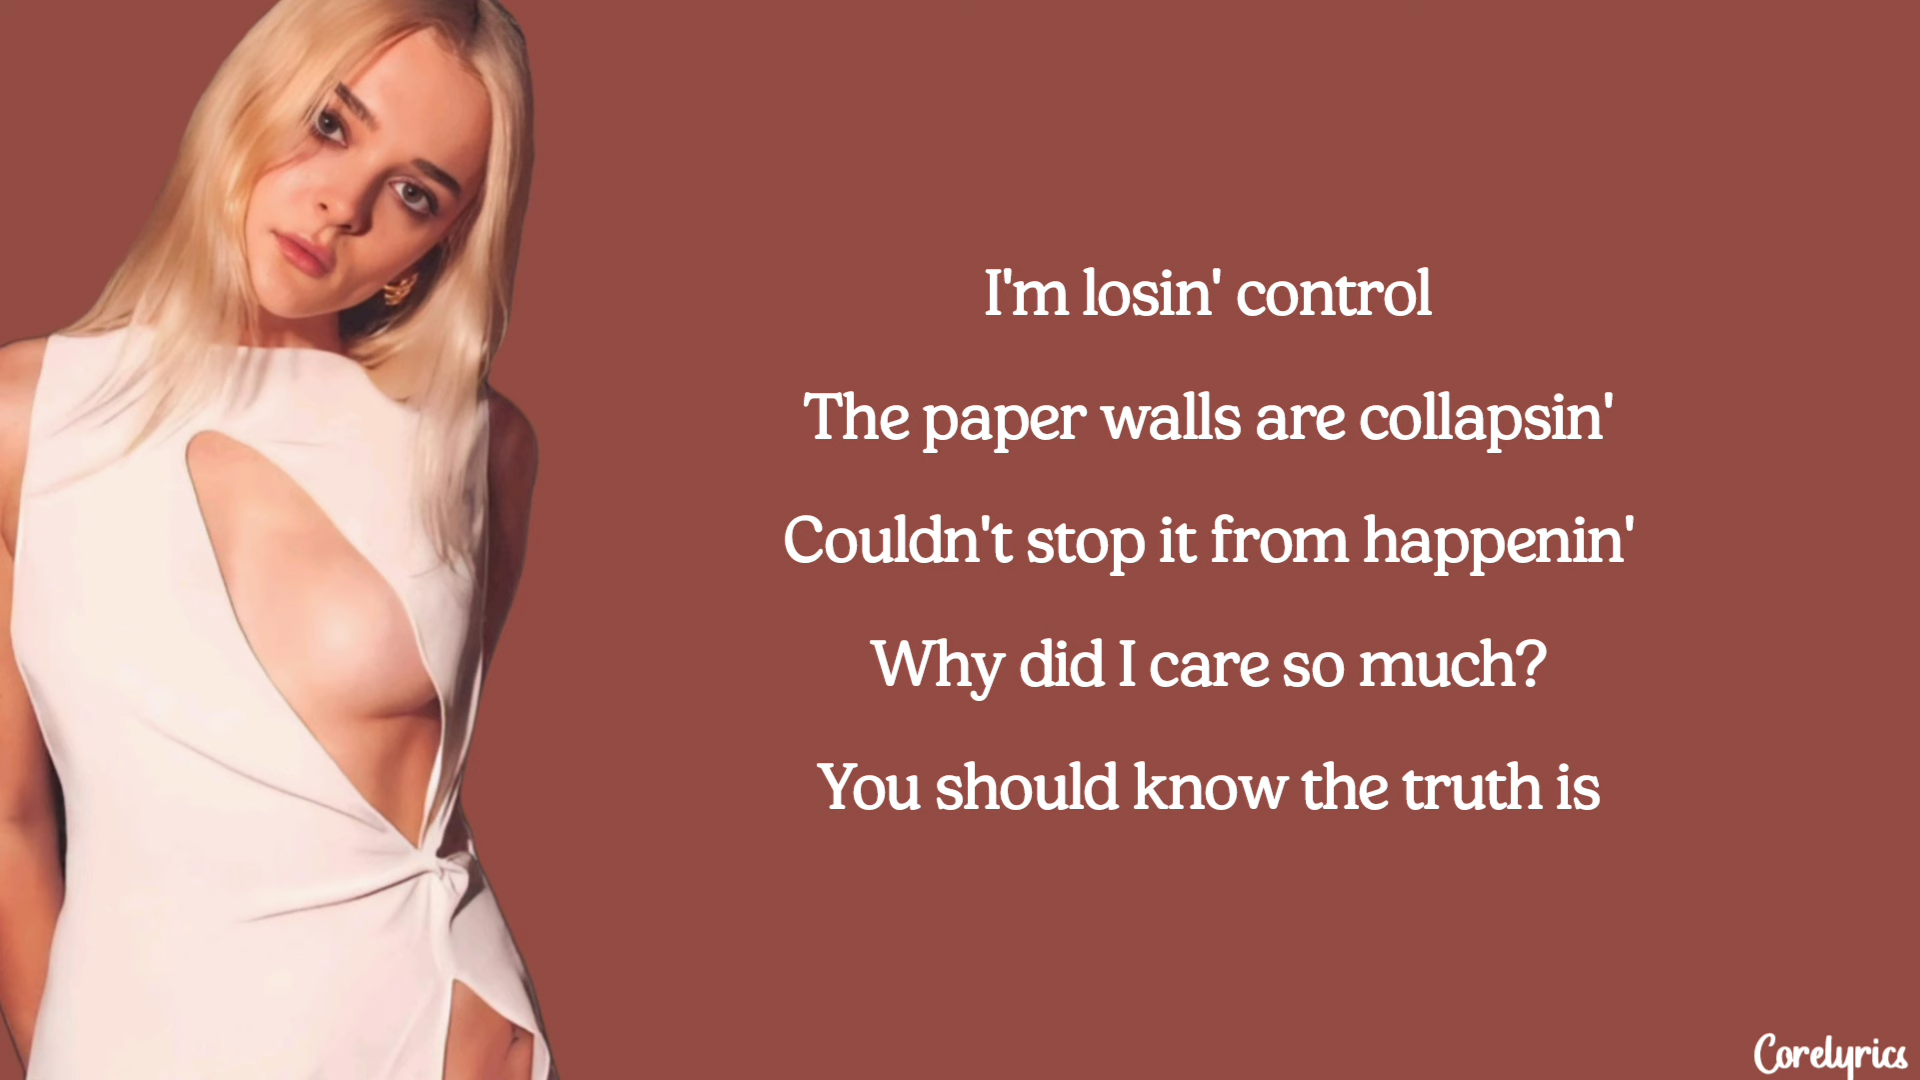 I'm losin' control
The paper walls are collapsin'
Couldn't stop it from happenin'
Why did I care so much?
You should know the truth is
Corelyrics